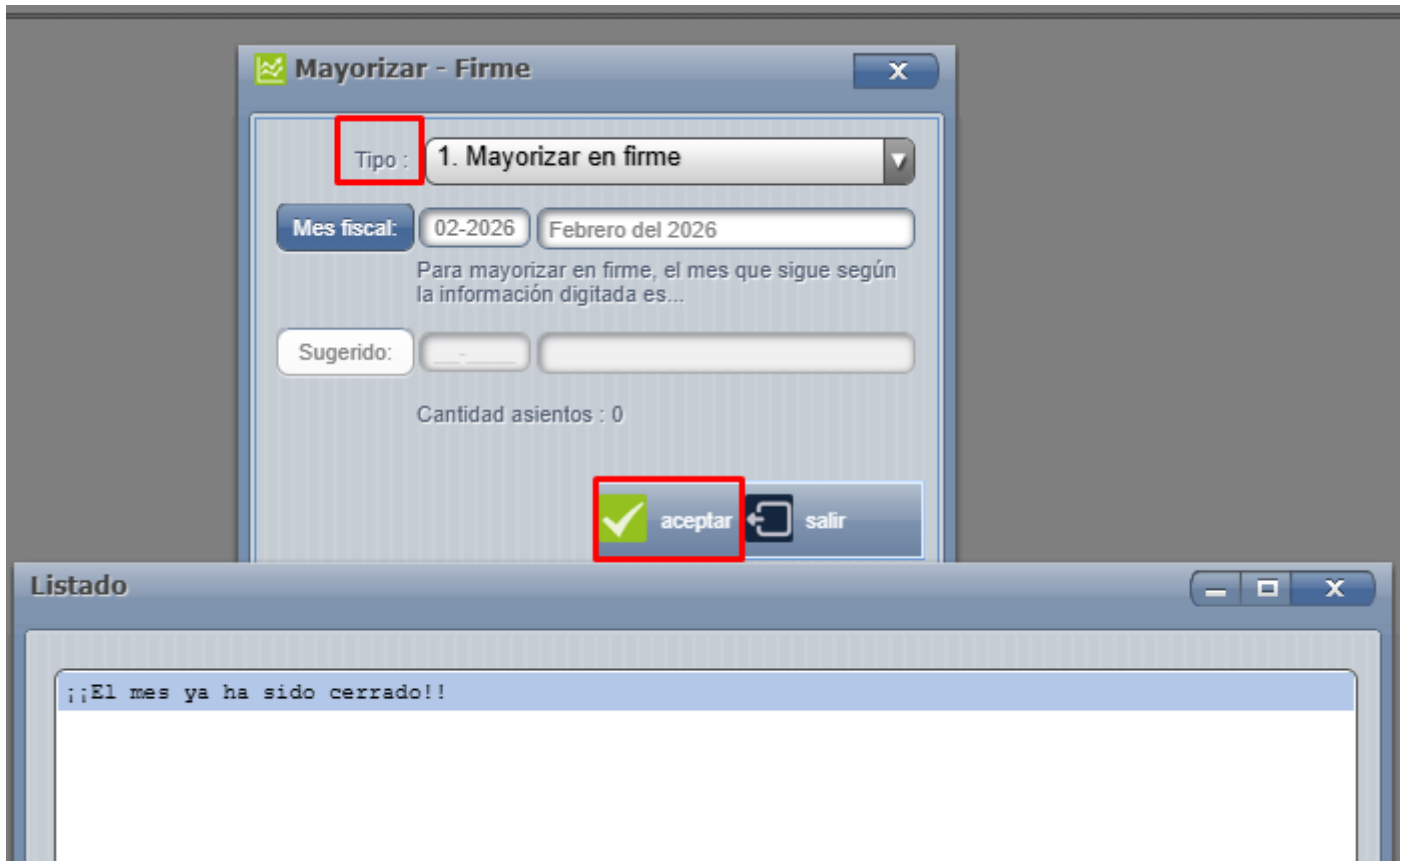 Mayorizar - Firme
x
Tipo :
1. Mayorizar en firme
Mes fiscal:
02-2026
Febrero del 2026
Para mayorizar en firme, el mes que sigue según
la información digitada es...
Sugerido:
__-____
Cantidad asientos : 0
aceptar
salir
Listado
x
¡¡El mes ya ha sido cerrado!!